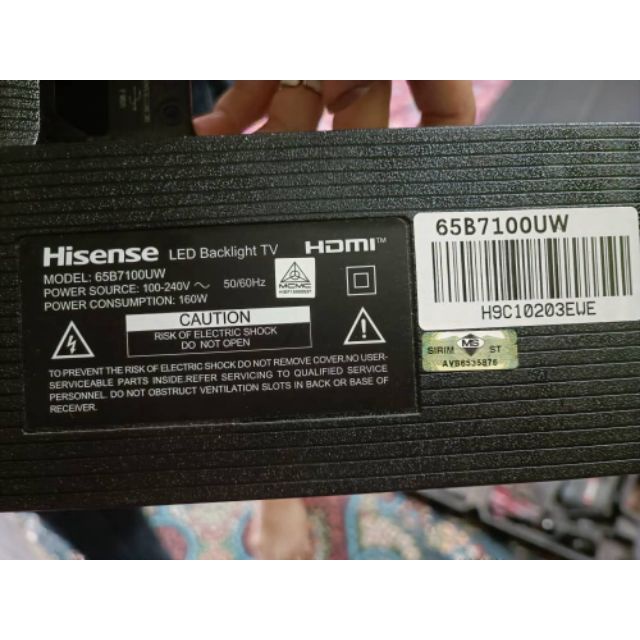 Hisense LED Backlight TV HDMI™
MODEL: 65B7100UW
POWER SOURCE: 100-240V ～ 50/60Hz
POWER CONSUMPTION: 160W
MCMC
CAUTION
RISK OF ELECTRIC SHOCK
DO NOT OPEN
TO PREVENT THE RISK OF ELECTRIC SHOCK DO NOT REMOVE COVER.NO USER-
SERVICEABLE PARTS INSIDE.REFER SERVICING TO QUALIFIED SERVICE
PERSONNEL. DO NOT OBSTRUCT VENTILATION SLOTS IN BACK OR BASE OF
RECEIVER.
65B7100UW
H9C10203EWE
SIRIM MS ST
AVB6535876